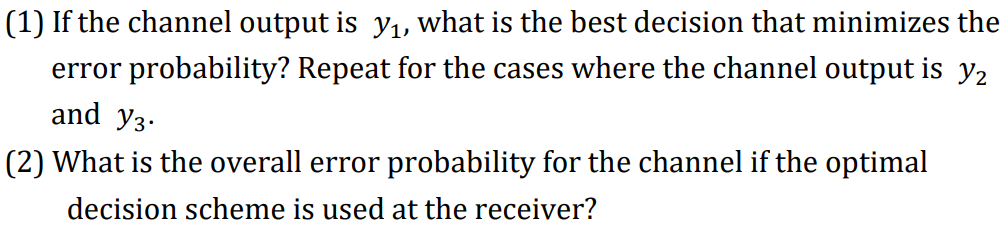 (1) If the channel output is y₁, what is the best decision that minimizes the
error probability? Repeat for the cases where the channel output is y₂
and y₃.
(2) What is the overall error probability for the channel if the optimal
decision scheme is used at the receiver?